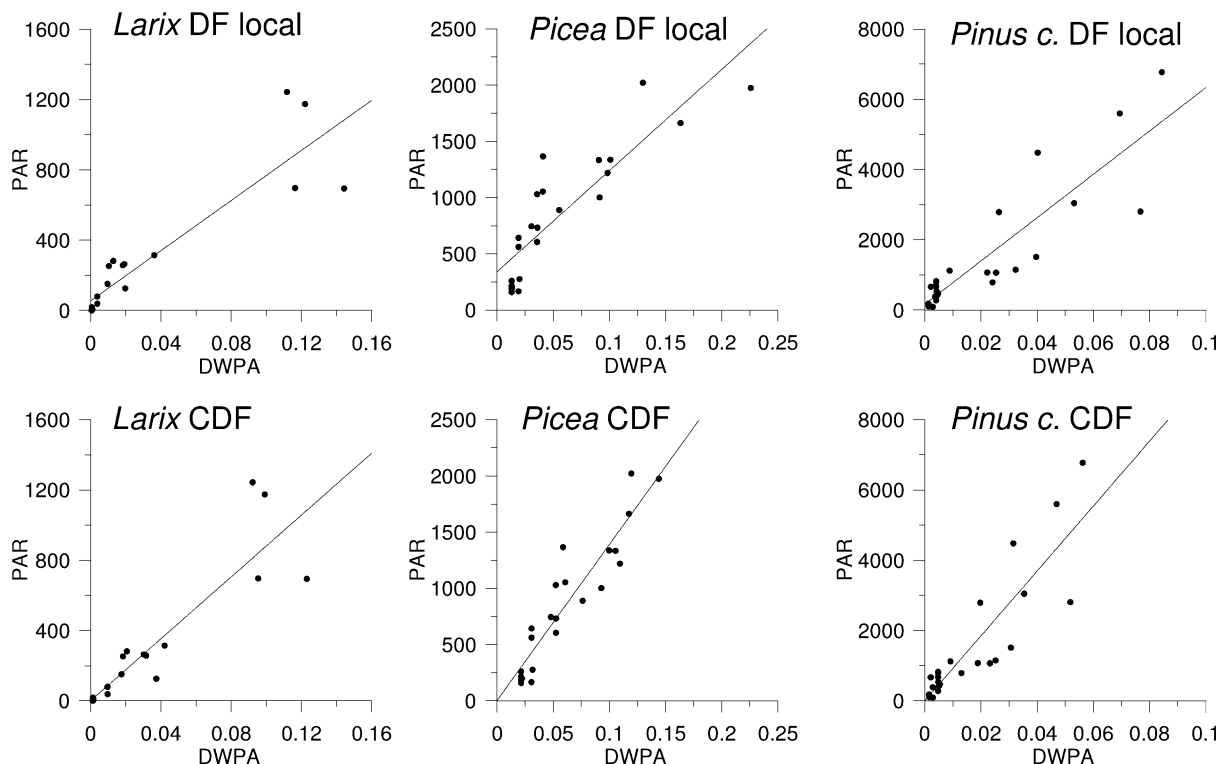 Larix DF local
1600
1200
800
400
0
PAR
0 0.04 0.08 0.12 0.16
DWPA
Picea DF local
2500
2000
1500
1000
500
0
PAR
0 0.05 0.1 0.15 0.2 0.25
DWPA
Pinus c. DF local
8000
6000
4000
2000
0
PAR
0 0.02 0.04 0.06 0.08 0.1
DWPA
Larix CDF
1600
1200
800
400
0
PAR
0 0.04 0.08 0.12 0.16
DWPA
Picea CDF
2500
2000
1500
1000
500
0
PAR
0 0.05 0.1 0.15 0.2 0.25
DWPA
Pinus c. CDF
8000
6000
4000
2000
0
PAR
0 0.02 0.04 0.06 0.08 0.1
DWPA